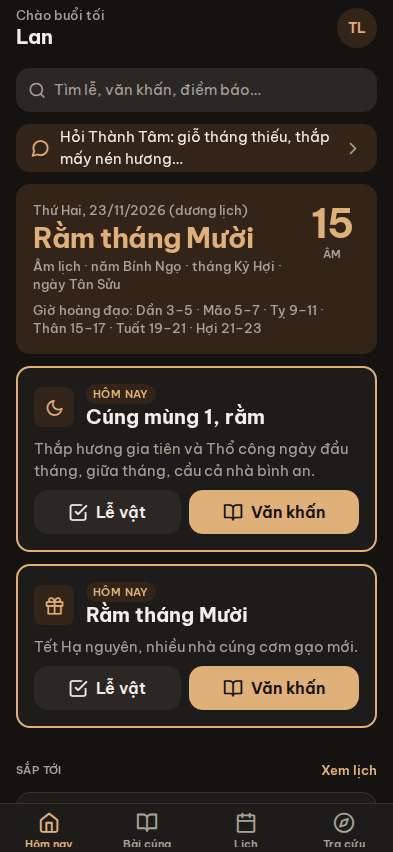 Chào buổi tối
Lan
TL
Tìm lễ, văn khấn, điềm báo...
Hỏi Thành Tâm: giỗ tháng thiếu, thắp
mấy nén hương...
Thứ Hai, 23/11/2026 (dương lịch)
Rằm tháng Mười
Âm lịch · năm Bính Ngọ · tháng Kỷ Hợi ·
ngày Tân Sửu
Giờ hoàng đạo: Dần 3–5 · Mão 5–7 · Tỵ 9–11 ·
Thân 15–17 · Tuất 19–21 · Hợi 21–23
15
ÂM
HÔM NAY
Cúng mùng 1, rằm
Thắp hương gia tiên và Thổ công ngày đầu
tháng, giữa tháng, cầu cả nhà bình an.
Lễ vật
Văn khấn
HÔM NAY
Rằm tháng Mười
Tết Hạ nguyên, nhiều nhà cúng cơm gạo mới.
Lễ vật
Văn khấn
SẮP TỚI
Xem lịch
Hôm nay
Bài cúng
Lịch
Tra cứu